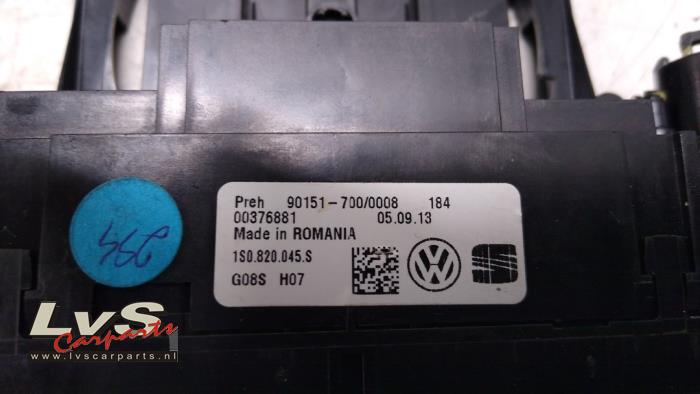 Preh 90151-700/0008 184
00376881 05.09.13
Made in ROMANIA
1S0.820.045.S
G08S H07
LvS
Carparts
www.lvscarparts.nl